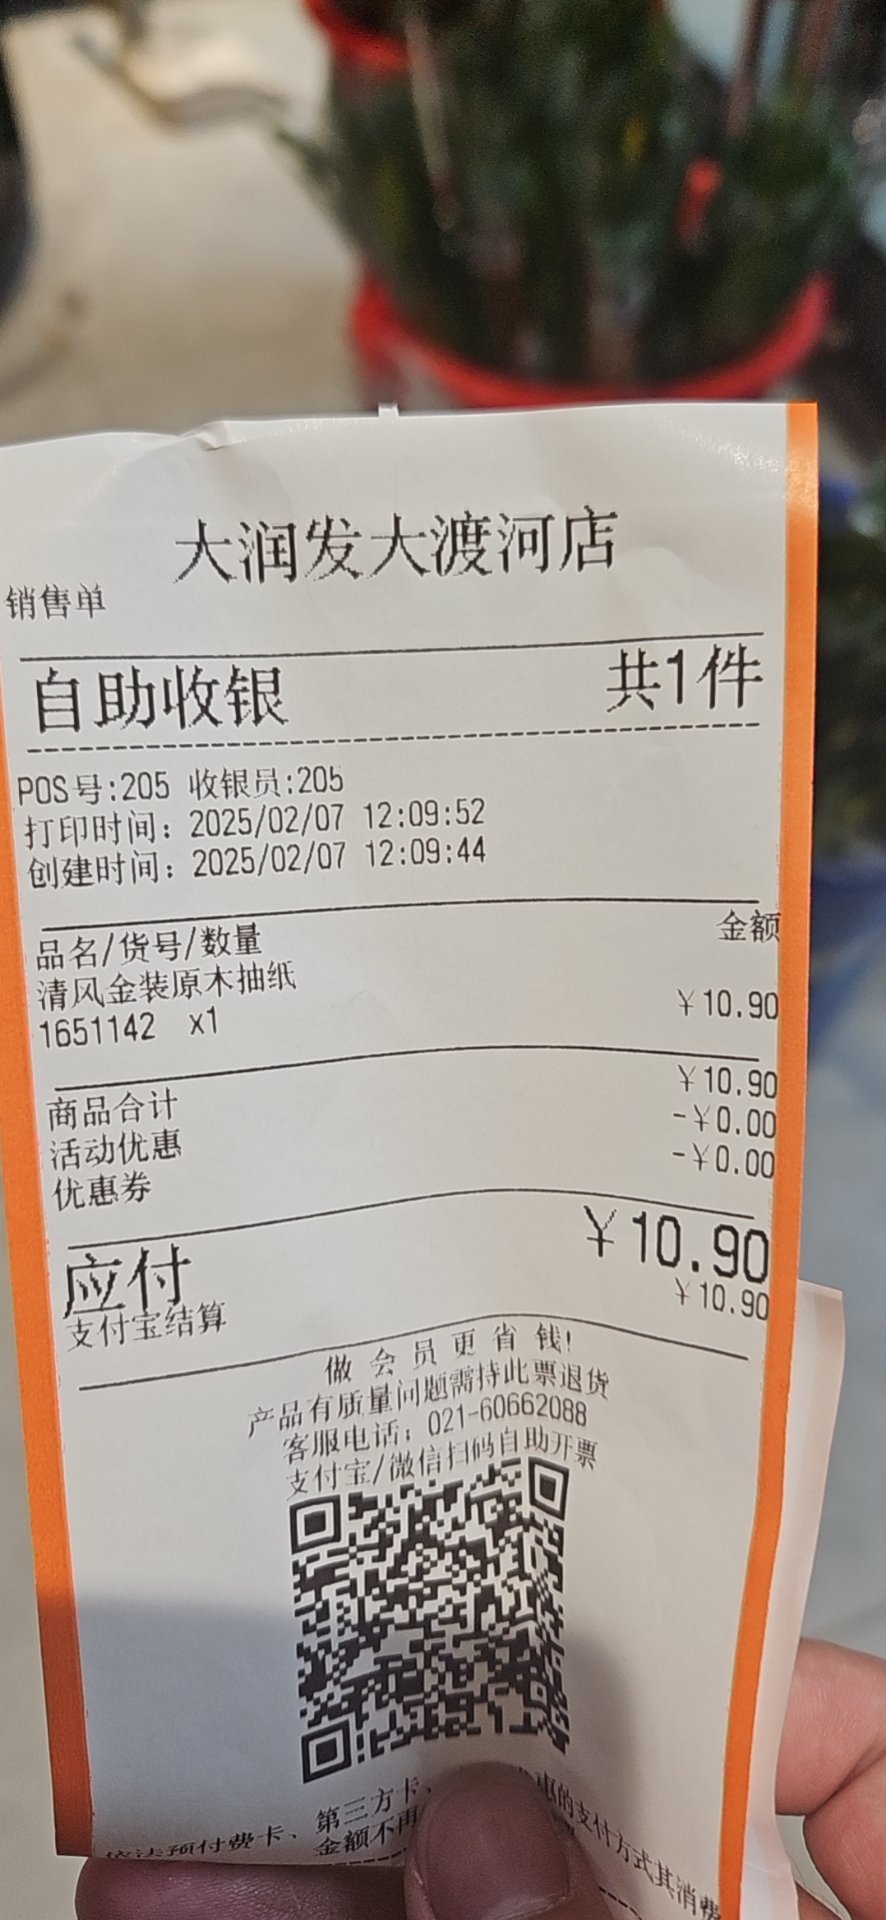 大润发大渡河店
销售单
自助收银 共1件
POS号:205 收银员:205
打印时间：2025/02/07 12:09:52
创建时间：2025/02/07 12:09:44
品名/货号/数量 金额
清风金装原木抽纸
1651142 x1 ￥10.90
商品合计 ￥10.90
活动优惠 -￥0.00
优惠券 -￥0.00
应付 ￥10.90
支付宝结算 ￥10.90
做会员更省钱!
产品有质量问题需持此票退货
客服电话：021-60662088
支付宝/微信扫码自助开票
预付费卡、第三方卡、 惠的支付方式其消费
金额不再